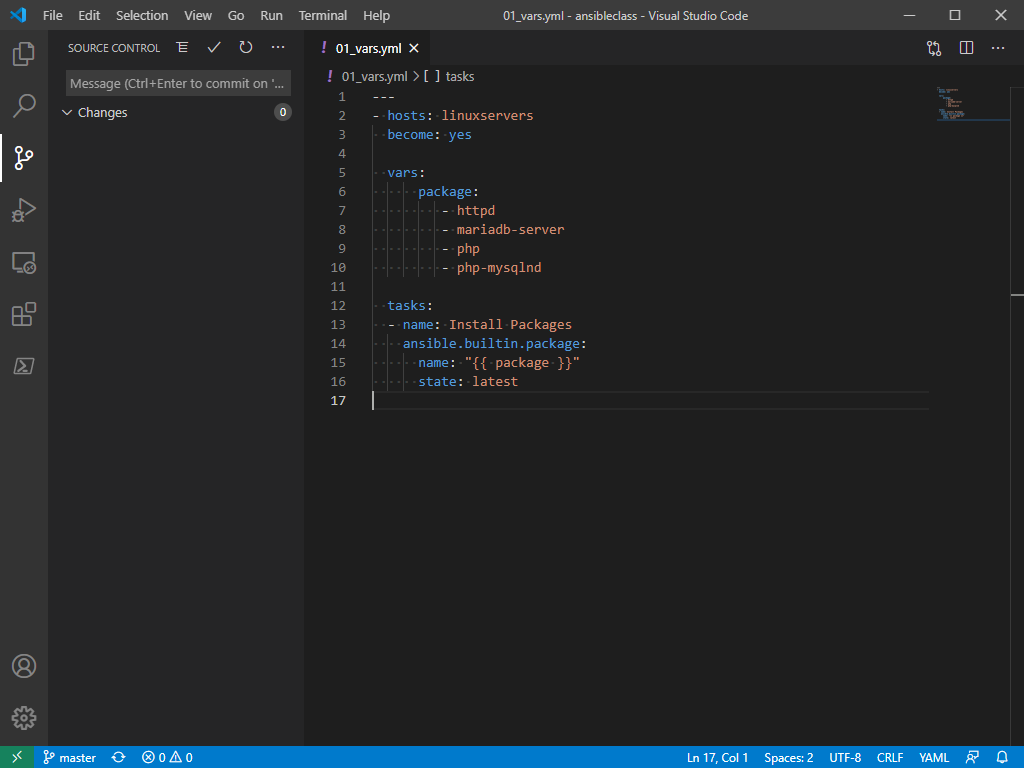 File Edit Selection View Go Run Terminal Help 01_vars.yml - ansibleclass - Visual Studio Code
SOURCE CONTROL
Message (Ctrl+Enter to commit on '...
Changes 0
! 01_vars.yml
! 01_vars.yml > [ ] tasks
1 ---
2 - hosts: linuxservers
3   become: yes
4
5   vars:
6       package:
7          - httpd
8          - mariadb-server
9          - php
10          - php-mysqlnd
11
12   tasks:
13   - name: Install Packages
14     ansible.builtin.package:
15       name: "{{ package }}"
16       state: latest
17
master 0 0 Ln 17, Col 1 Spaces: 2 UTF-8 CRLF YAML